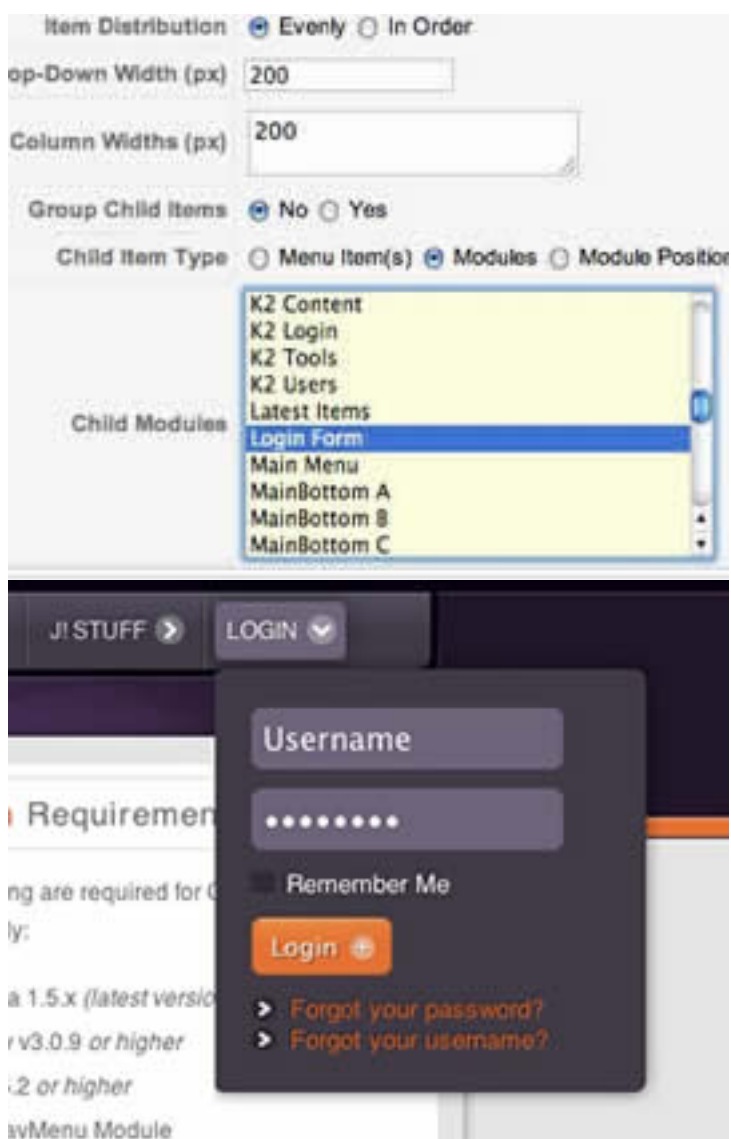 Item Distribution Evenly In Order
op-Down Width (px) 200
Column Widths (px) 200
Group Child Items No Yes
Child Item Type Menu Item(s) Modules Module Position
Child Modules
K2 Content
K2 Login
K2 Tools
K2 Users
Latest Items
Login Form
Main Menu
MainBottom A
MainBottom B
MainBottom C
J! STUFF LOGIN
Username
Requiremen
Remember Me
ng are required for
ly:
Login
a 1.5.x (latest versio
Forgot your password?
v3.0.9 or higher
Forgot your username?
.2 or higher
avMenu Module